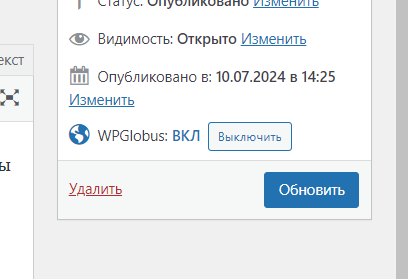 Статус: Опубликовано Изменить
Видимость: Открыто Изменить
екст
Опубликовано в: 10.07.2024 в 14:25
Изменить
WPGlobus: ВКЛ Выключить
ы
Удалить Обновить